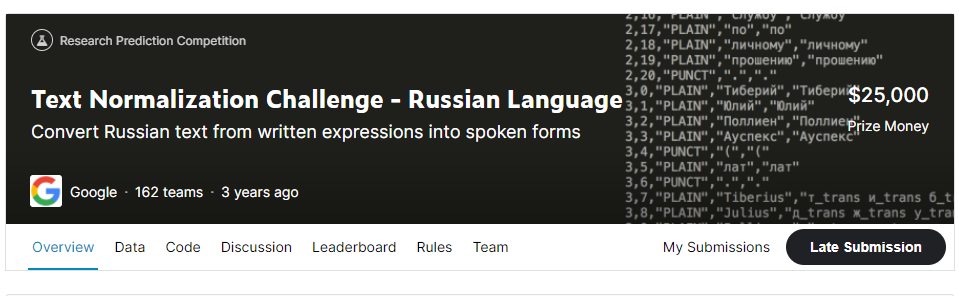 Research Prediction Competition
Text Normalization Challenge - Russian Language
Convert Russian text from written expressions into spoken forms
$25,000
Prize Money
Google · 162 teams · 3 years ago
2,16,"PLAIN","службу","службу"
2,17,"PLAIN","по","по"
2,18,"PLAIN","личному","личному"
2,19,"PLAIN","прошению","прошению"
2,20,"PUNCT",".","."
3,0,"PLAIN","Тиберий","Тиберий"
3,1,"PLAIN","Юлий","Юлий"
3,2,"PLAIN","Поллиен","Поллиен"
3,3,"PLAIN","Ауспекс","Ауспекс"
3,4,"PUNCT","(","("
3,5,"PLAIN","лат","лат"
3,6,"PUNCT",".","."
3,7,"PLAIN","Tiberius","т_trans и_trans б_t
3,8,"PLAIN","Julius","д_trans ж_trans у_tran
Overview Data Code Discussion Leaderboard Rules Team My Submissions Late Submission